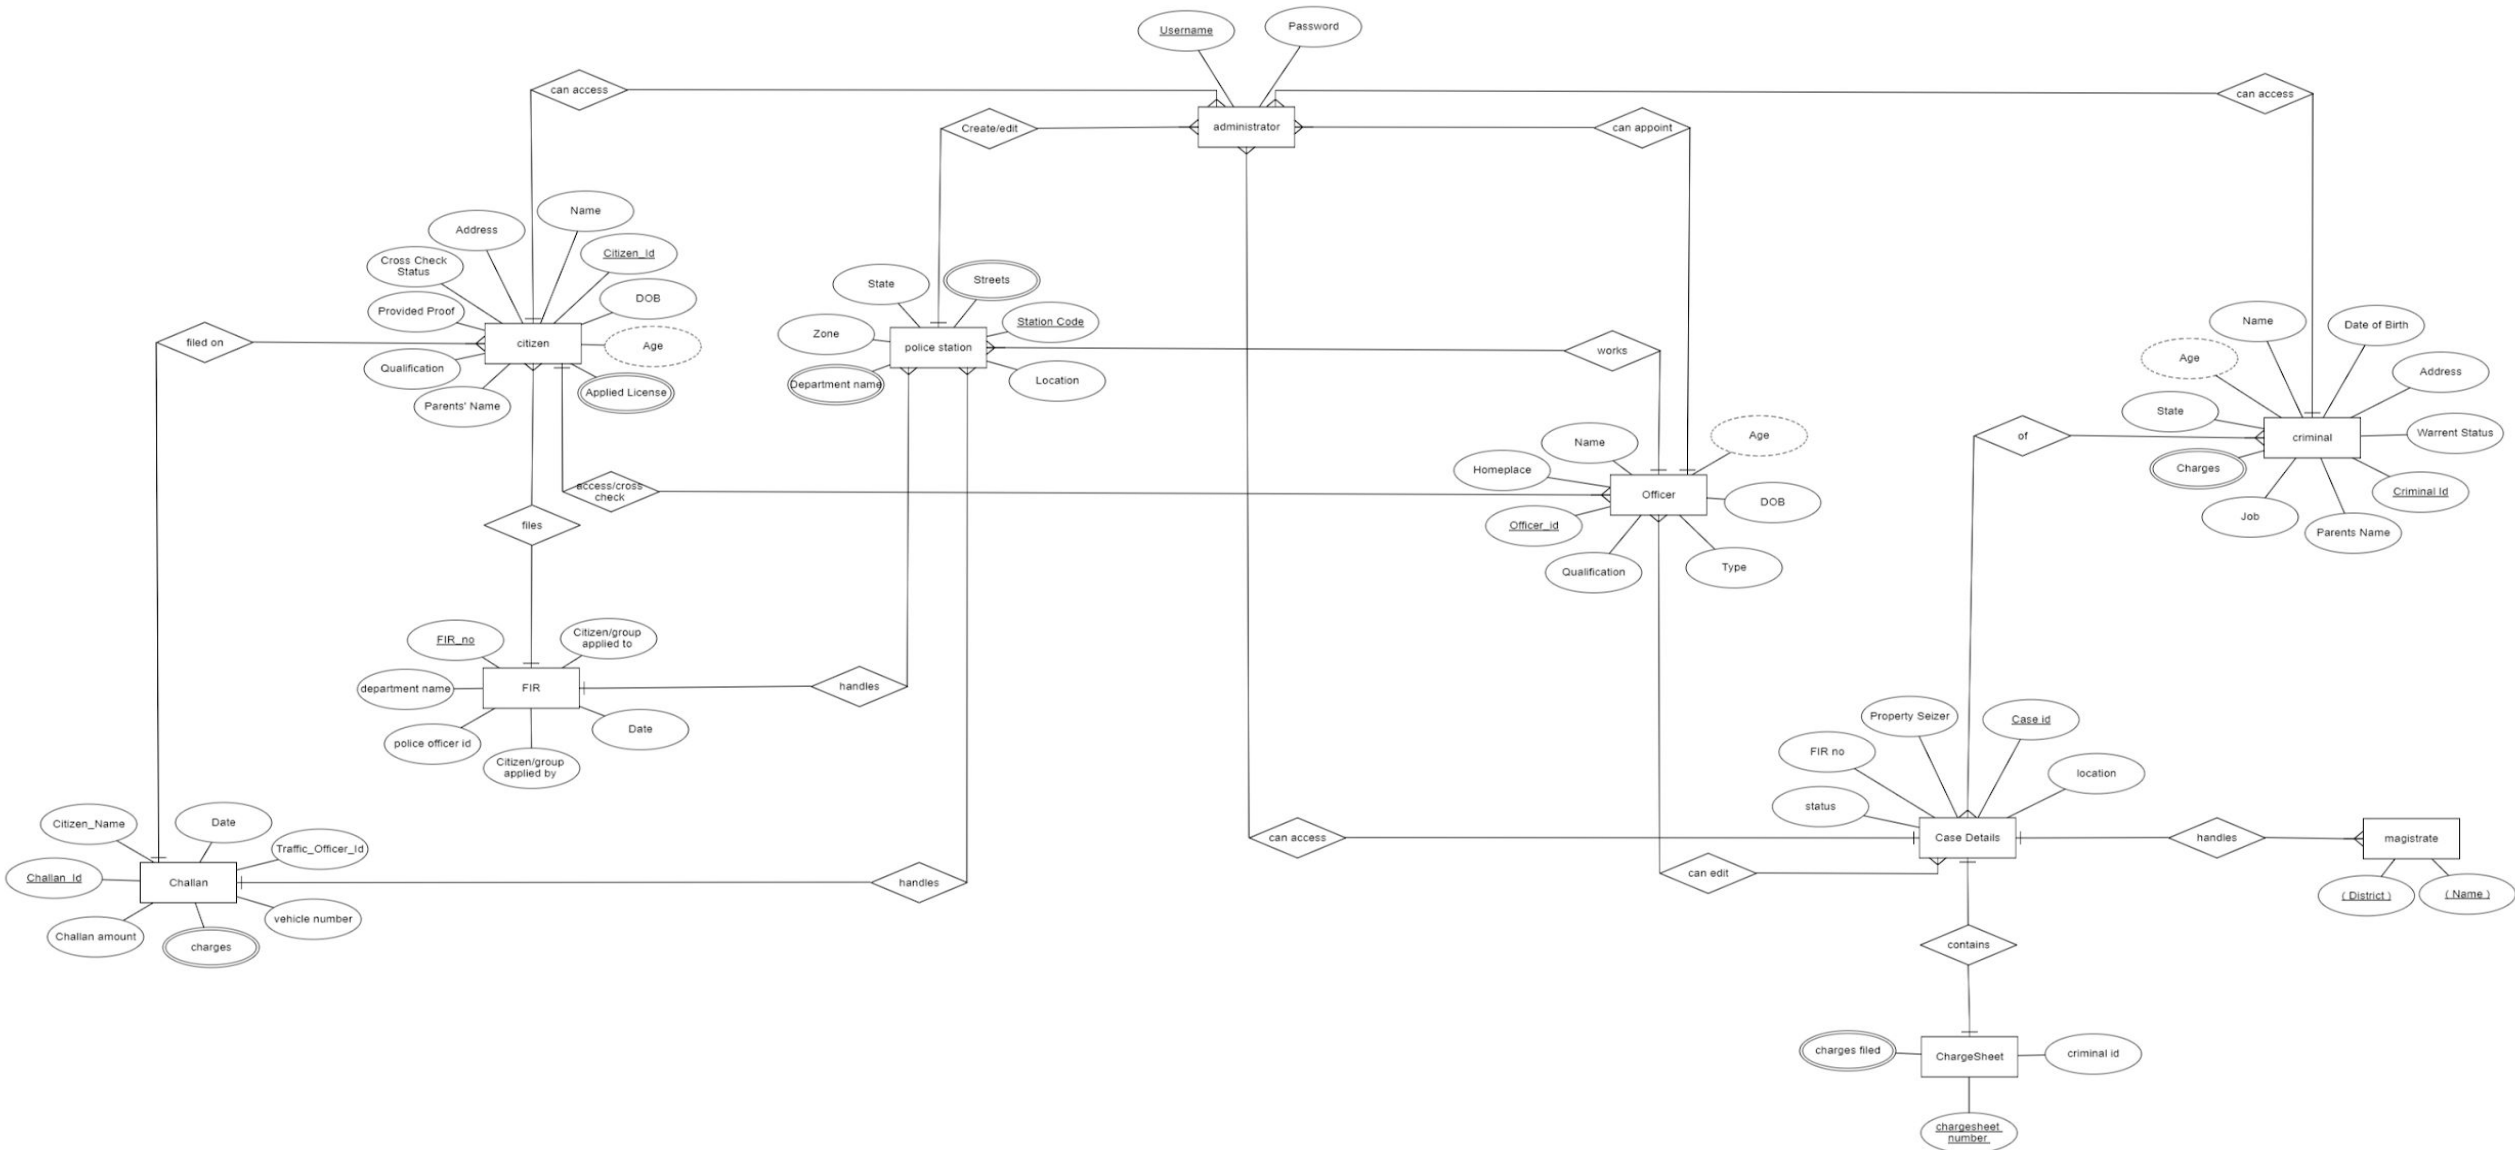 Username
Password
can access
can access
Create/edit
administrator
can appoint
Name
Address
Citizen_Id
Cross Check
Status
DOB
Provided Proof
State
Streets
Station Code
Zone
filed on
citizen
Age
police station
works
Qualification
Applied License
Parents' Name
Department name
Location
Name
Date of Birth
Age
Address
State
Warrent Status
of
criminal
Charges
Criminal Id
Job
Parents Name
Name
Age
Homeplace
access/cross
check
Officer
DOB
Officer_id
files
Qualification
Type
FIR_no
Citizen/group
applied to
department name
FIR
handles
police officer id
Date
Citizen/group
applied by
Property Seizer
Case id
FIR no
location
status
Citizen_Name
Date
Traffic_Officer_Id
can access
Case Details
handles
magistrate
Challan_Id
Challan
handles
can edit
( District )
( Name )
vehicle number
Challan amount
charges
contains
charges filed
ChargeSheet
criminal id
chargesheet
number